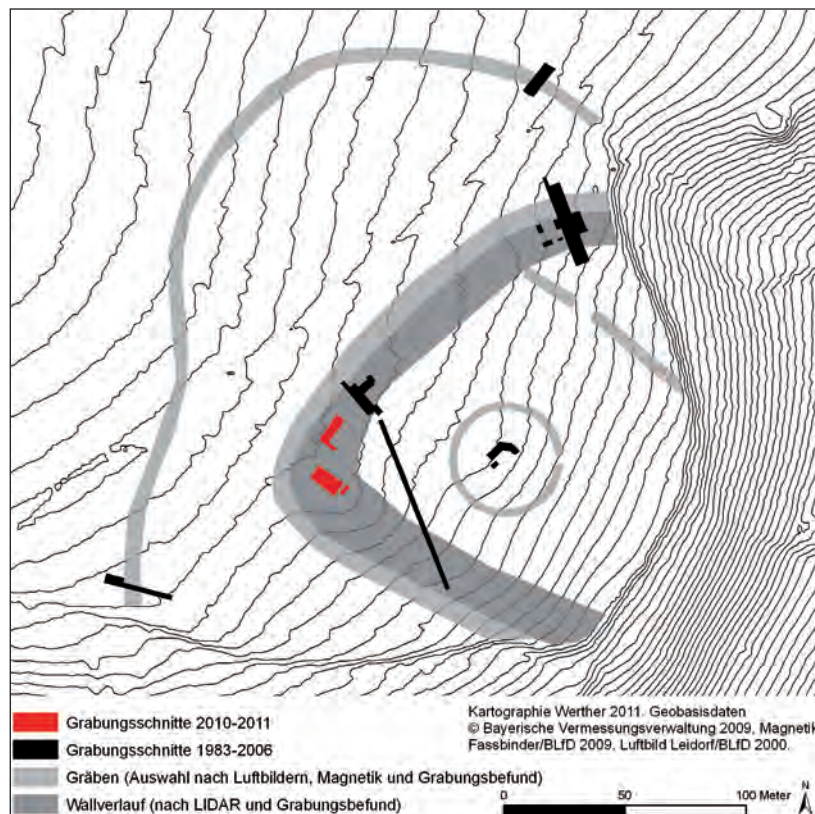 Grabungsschnitte 2010-2011
Grabungsschnitte 1983-2006
Gräben (Auswahl nach Luftbildern, Magnetik und Grabungsbefund)
Wallverlauf (nach LIDAR und Grabungsbefund)
Kartographie Werther 2011. Geobasisdaten
© Bayerische Vermessungsverwaltung 2009, Magnetik
Fassbinder/BLfD 2009, Luftbild Leidorf/BLfD 2000.
0 50 100 Meter
N